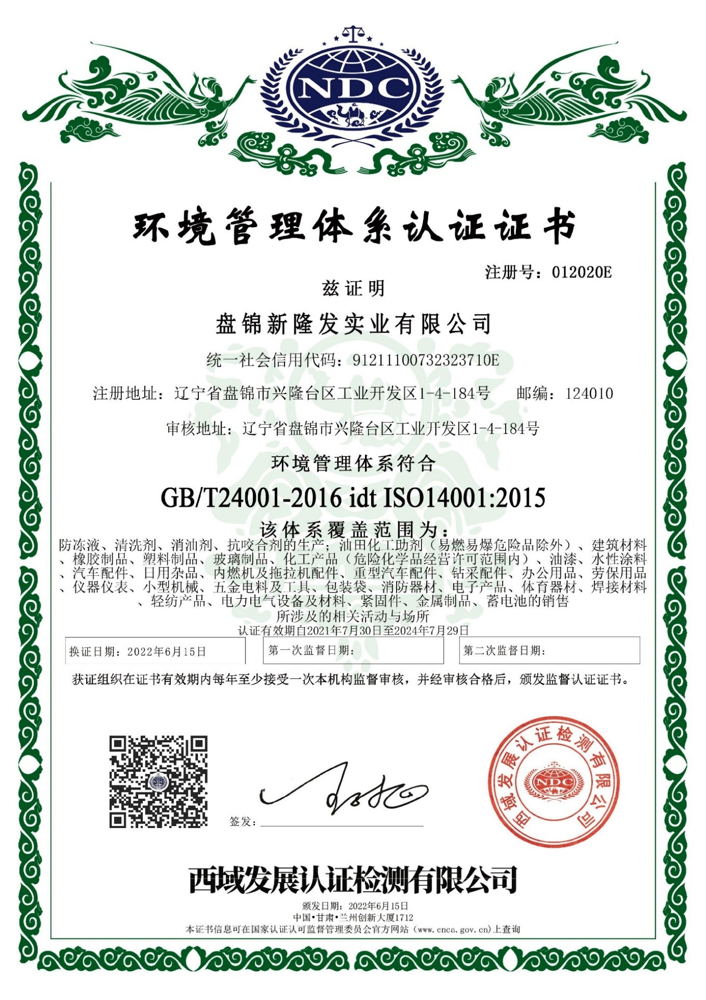 NDC
环境管理体系认证证书
注册号：012020E
兹证明
盘锦新隆发实业有限公司
统一社会信用代码：91211100732323710E
注册地址：辽宁省盘锦市兴隆台区工业开发区1-4-184号 邮编：124010
审核地址：辽宁省盘锦市兴隆台区工业开发区1-4-184号
环境管理体系符合
GB/T24001-2016 idt ISO14001:2015
该体系覆盖范围为：
防冻液、清洗剂、消油剂、抗咬合剂的生产；油田化工助剂（易燃易爆危险品除外）、建筑材料
、橡胶制品、塑料制品、玻璃制品、化工产品（危险化学品经营许可范围内）、油漆、水性涂料
、汽车配件、日用杂品、内燃机及拖拉机配件、重型汽车配件、钻采配件、办公用品、劳保用品
、仪器仪表、小型机械、五金电料及工具、包装袋、消防器材、电子产品、体育器材、焊接材料
、轻纺产品、电力电气设备及材料、紧固件、金属制品、蓄电池的销售
所涉及的相关活动与场所
认证有效期自2021年7月30日至2024年7月29日
换证日期：2022年6月15日 第一次监督日期： 第二次监督日期：
获证组织在证书有效期内每年至少接受一次本机构监督审核，并经审核合格后，颁发监督认证证书。
NDC
签发：
西域发展认证检测有限公司
NDC
西域发展认证检测有限公司
颁发日期：2022年6月15日
中国•甘肃•兰州创新大厦1712
本证书信息可在国家认证认可监督管理委员会官方网站（www.cnca.gov.cn)上查询